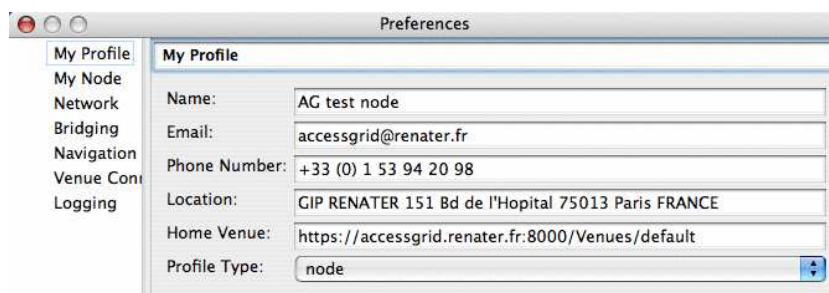 Preferences
My Profile
My Node
Network
Bridging
Navigation
Venue Conn
Logging
My Profile
Name: AG test node
Email: accessgrid@renater.fr
Phone Number: +33 (0) 1 53 94 20 98
Location: GIP RENATER 151 Bd de l'Hopital 75013 Paris FRANCE
Home Venue: https://accessgrid.renater.fr:8000/Venues/default
Profile Type: node